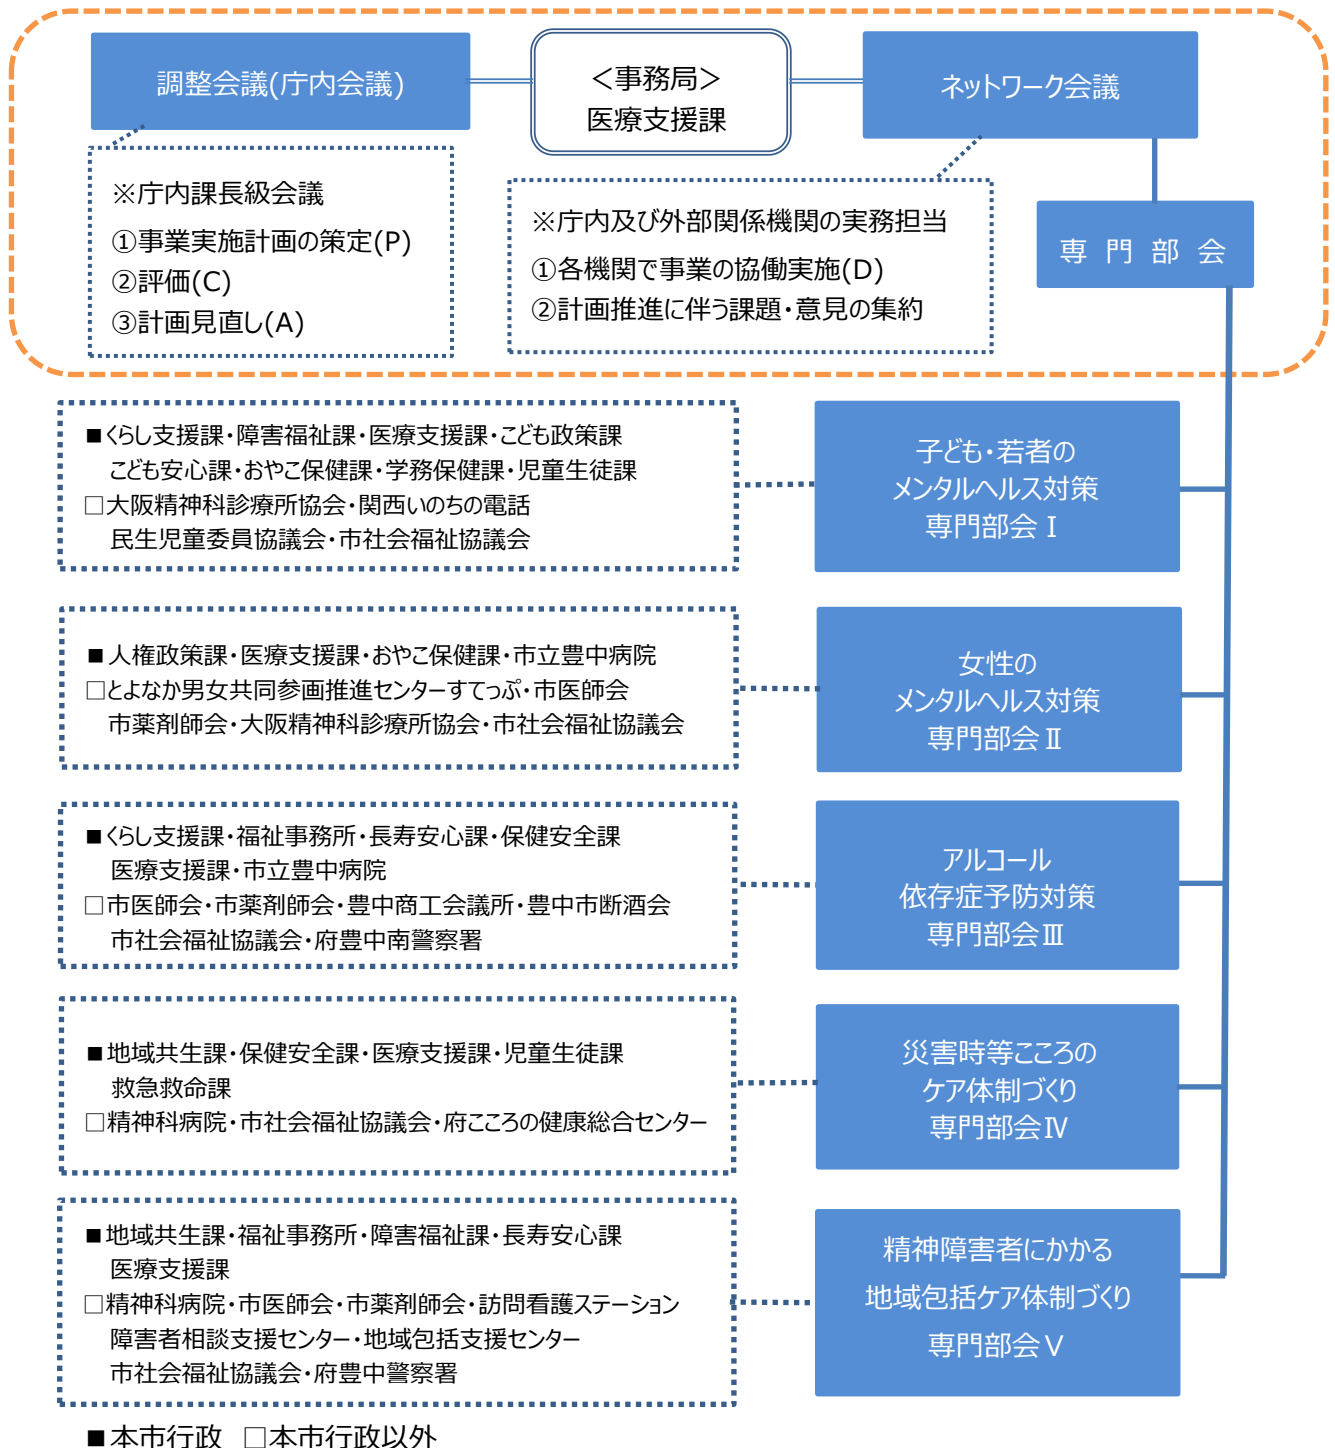 調整会議(庁内会議)
＜事務局＞
医療支援課
ネットワーク会議
※庁内課長級会議
①事業実施計画の策定(P)
②評価(C)
③計画見直し(A)
※庁内及び外部関係機関の実務担当
①各機関で事業の協働実施(D)
②計画推進に伴う課題・意見の集約
専 門 部 会
■くらし支援課・障害福祉課・医療支援課・こども政策課
こども安心課・おやこ保健課・学務保健課・児童生徒課
□大阪精神科診療所協会・関西いのちの電話
民生児童委員協議会・市社会福祉協議会
子ども・若者の
メンタルヘルス対策
専門部会Ⅰ
■人権政策課・医療支援課・おやこ保健課・市立豊中病院
□とよなか男女共同参画推進センターすてっぷ・市医師会
市薬剤師会・大阪精神科診療所協会・市社会福祉協議会
女性の
メンタルヘルス対策
専門部会Ⅱ
■くらし支援課・福祉事務所・長寿安心課・保健安全課
医療支援課・市立豊中病院
□市医師会・市薬剤師会・豊中商工会議所・豊中市断酒会
市社会福祉協議会・府豊中南警察署
アルコール
依存症予防対策
専門部会Ⅲ
■地域共生課・保健安全課・医療支援課・児童生徒課
救急救命課
□精神科病院・市社会福祉協議会・府こころの健康総合センター
災害時等こころの
ケア体制づくり
専門部会Ⅳ
■地域共生課・福祉事務所・障害福祉課・長寿安心課
医療支援課
□精神科病院・市医師会・市薬剤師会・訪問看護ステーション
障害者相談支援センター・地域包括支援センター
市社会福祉協議会・府豊中警察署
精神障害者にかかる
地域包括ケア体制づくり
専門部会Ⅴ
■本市行政 □本市行政以外